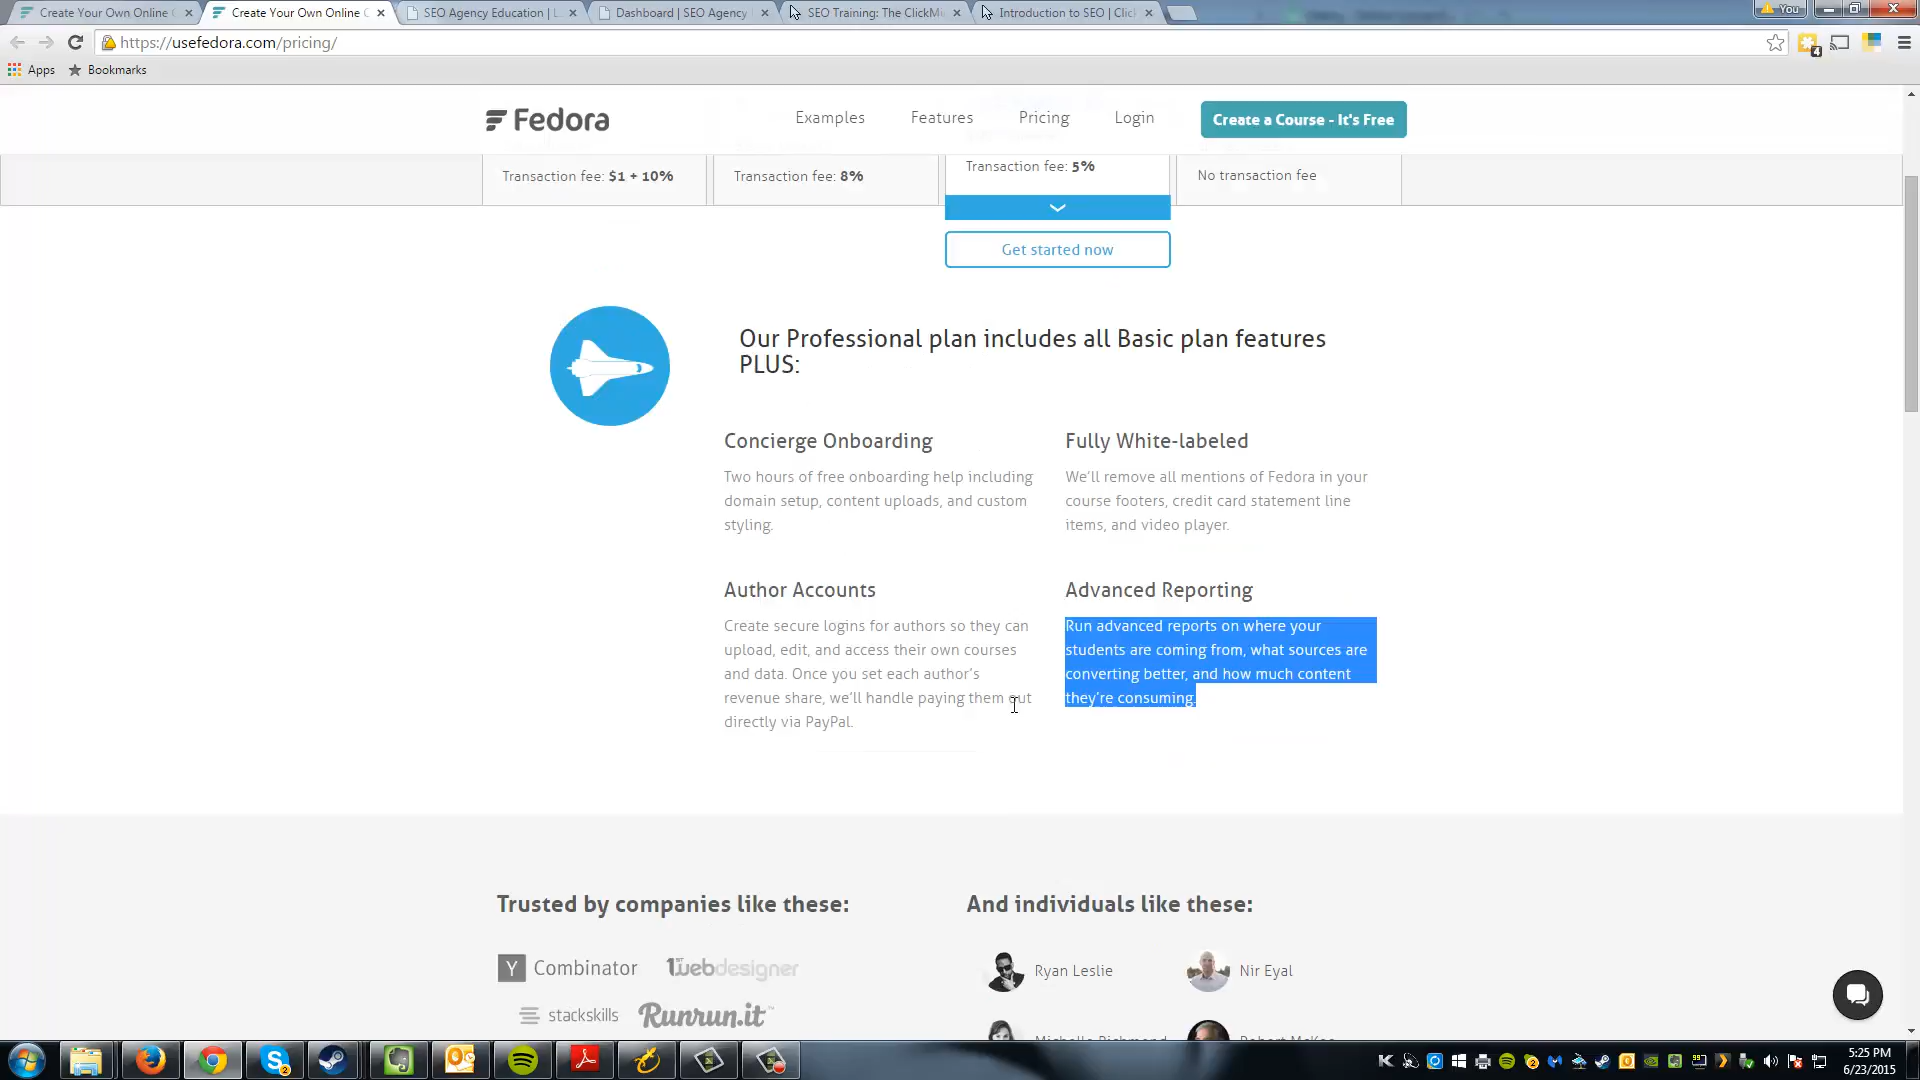 Create Your Own Online C
Create Your Own Online C
SEO Agency Education | L
Dashboard | SEO Agency
SEO Training: The ClickMi
Introduction to SEO | Clic
You
https://usefedora.com/pricing/
4
Apps
Bookmarks
Fedora
Examples
Features
Pricing
Login
Create a Course - It's Free
Transaction fee: $1 + 10%
Transaction fee: 8%
Transaction fee: 5%
No transaction fee
Get started now
Our Professional plan includes all Basic plan features
PLUS:
Concierge Onboarding
Two hours of free onboarding help including
domain setup, content uploads, and custom
styling.
Fully White-labeled
We'll remove all mentions of Fedora in your
course footers, credit card statement line
items, and video player.
Author Accounts
Create secure logins for authors so they can
upload, edit, and access their own courses
and data. Once you set each author's
revenue share, we'll handle paying them out
directly via PayPal.
Advanced Reporting
Run advanced reports on where your
students are coming from, what sources are
converting better, and how much content
they're consuming.
Trusted by companies like these:
Y Combinator
webdesigner
stackskills
Runrun.it
And individuals like these:
Ryan Leslie
Nir Eyal
5:25 PM
6/23/2015